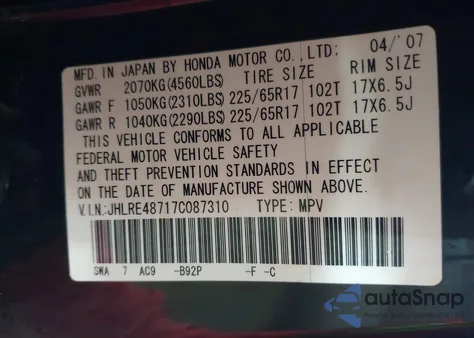 MFD. IN JAPAN BY HONDA MOTOR CO., LTD: 04/'07
GVWR 2070KG(4560LBS) TIRE SIZE RIM SIZE
GAWR F 1050KG(2310LBS) 225/65R17 102T 17X6.5J
GAWR R 1040KG(2290LBS) 225/65R17 102T 17X6.5J
THIS VEHICLE CONFORMS TO ALL APPLICABLE
FEDERAL MOTOR VEHICLE SAFETY
AND THEFT PREVENTION STANDARDS IN EFFECT
ON THE DATE OF MANUFACTURE SHOWN ABOVE.
V.I.N:JHLRE48717C087310 TYPE: MPV
SWA 7 AC9 -B92P -F -C
autoSnap